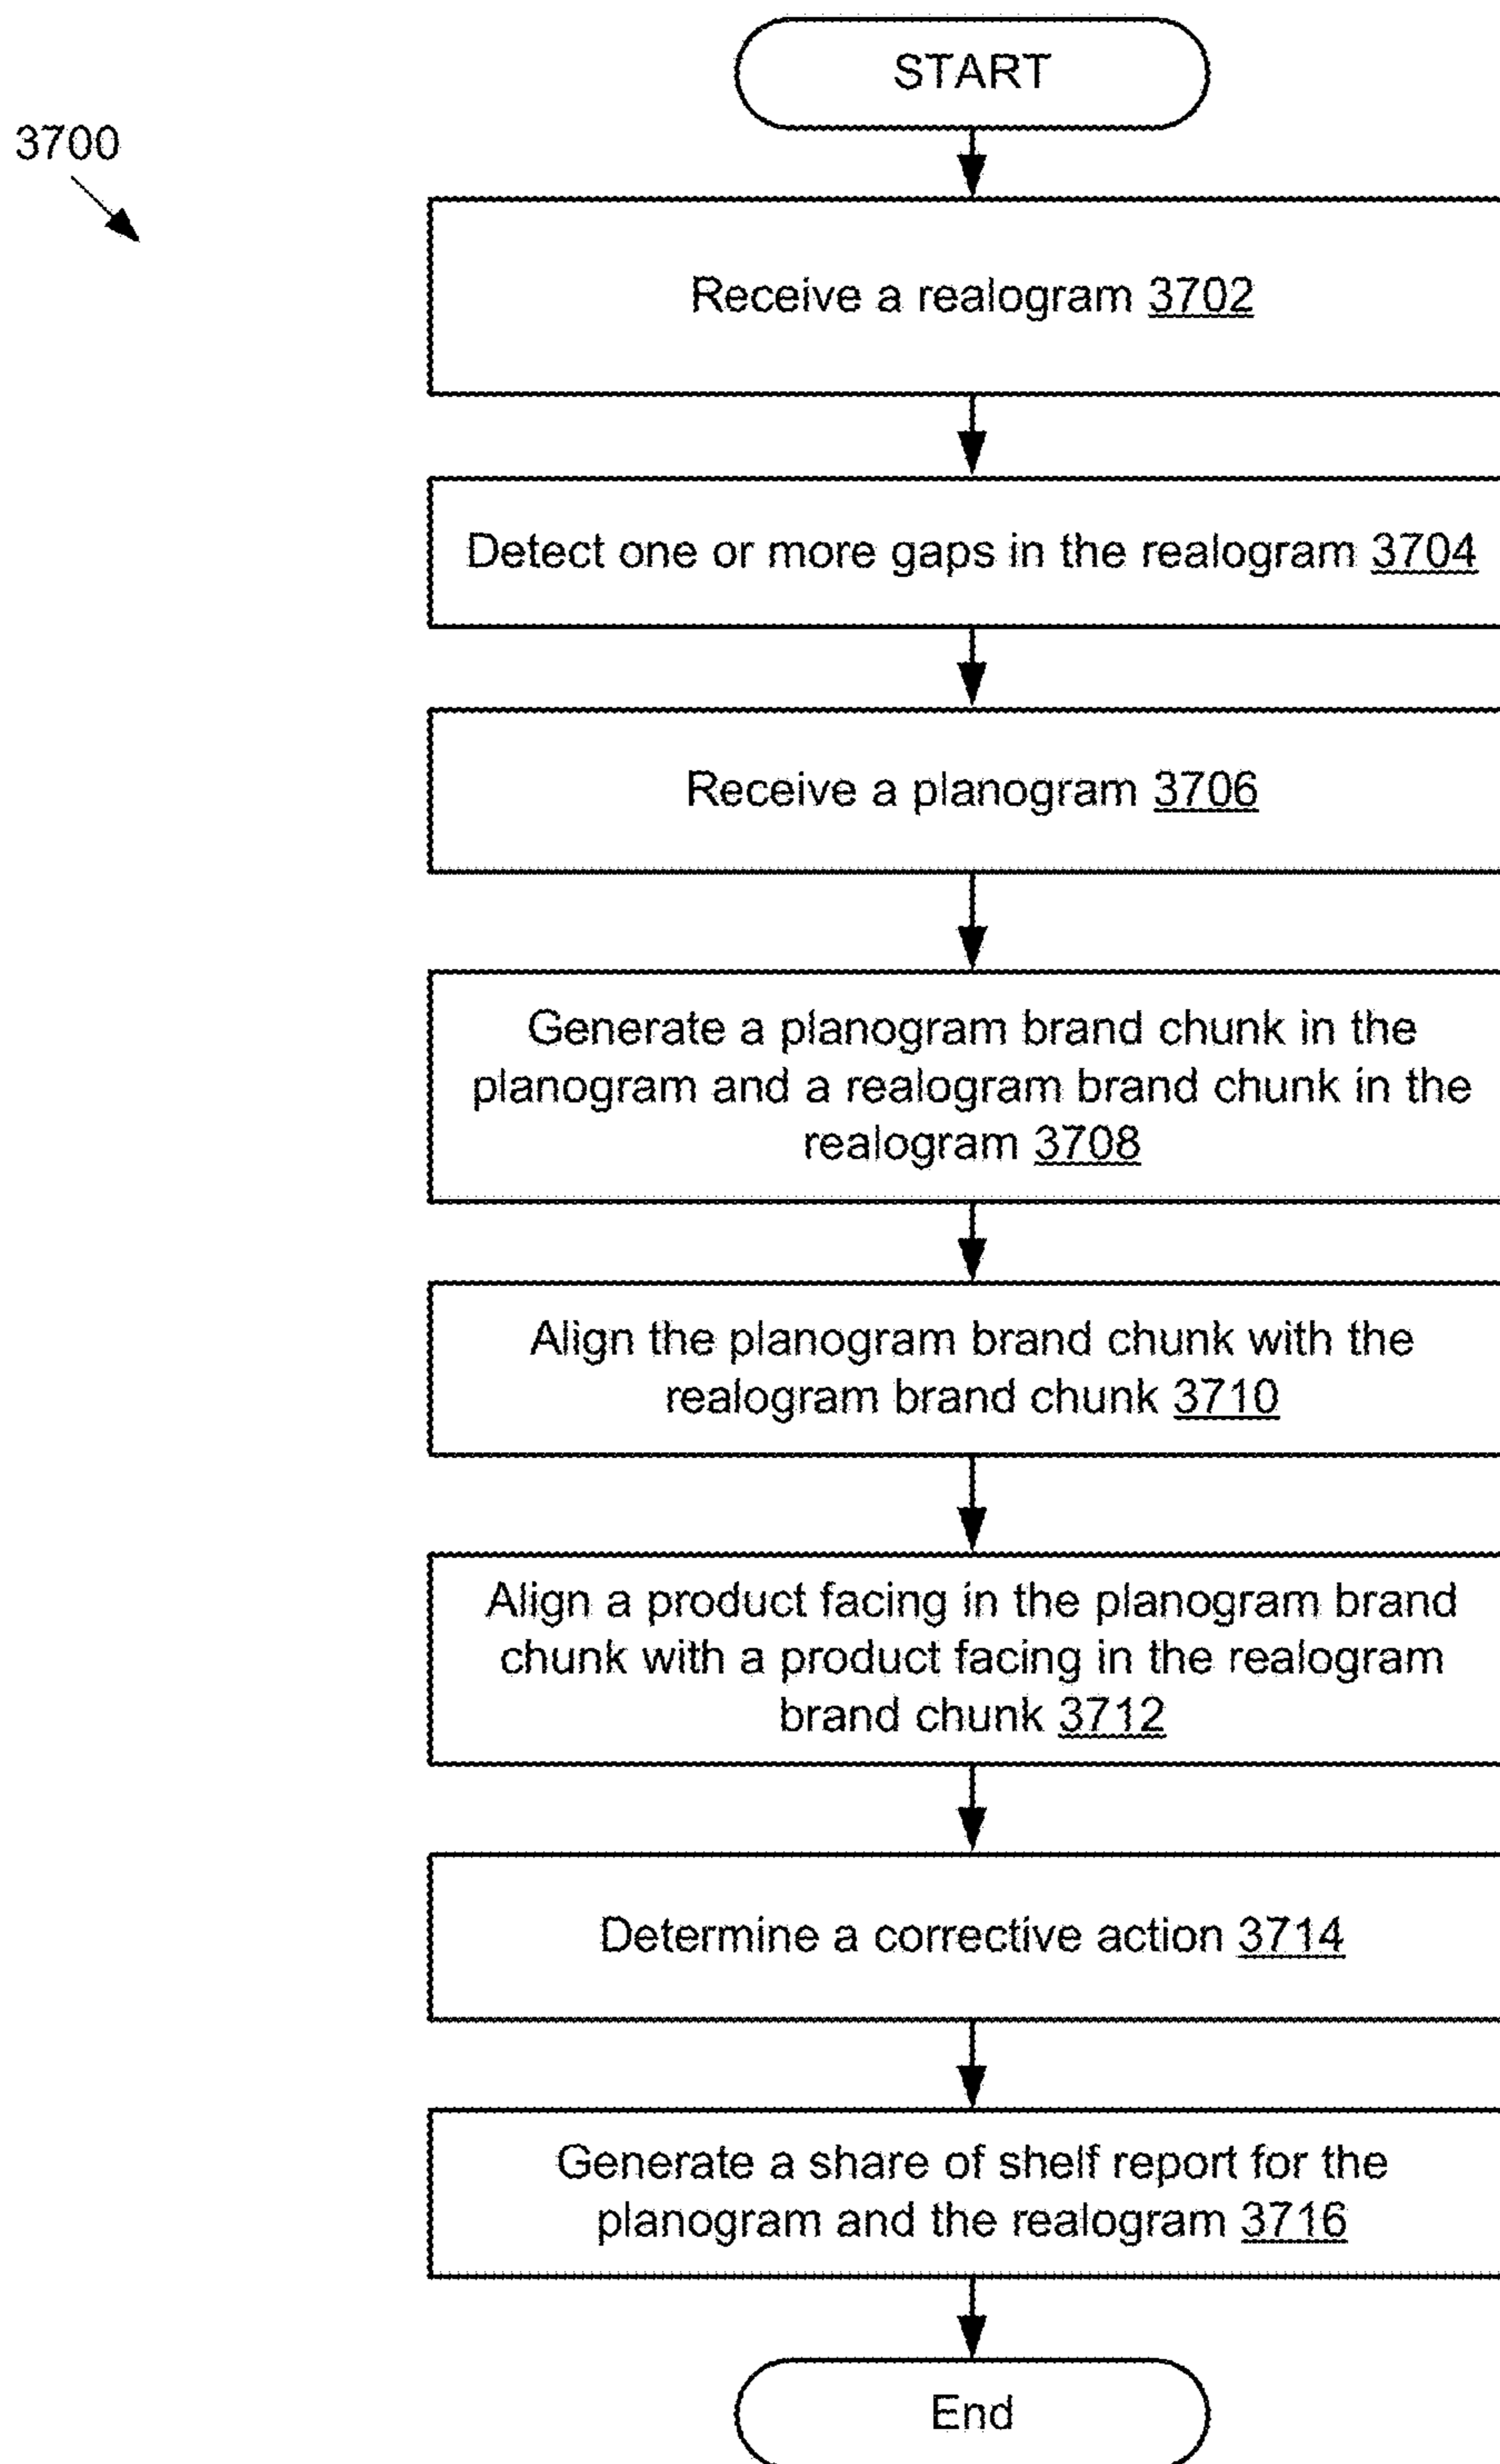 START
3700
Receive a realogram 3702
Detect one or more gaps in the realogram 3704
Receive a planogram 3706
Generate a planogram brand chunk in the
planogram and a realogram brand chunk in the
realogram 3708
Align the planogram brand chunk with the
realogram brand chunk 3710
Align a product facing in the planogram brand
chunk with a product facing in the realogram
brand chunk 3712
Determine a corrective action 3714
Generate a share of shelf report for the
planogram and the realogram 3716
End